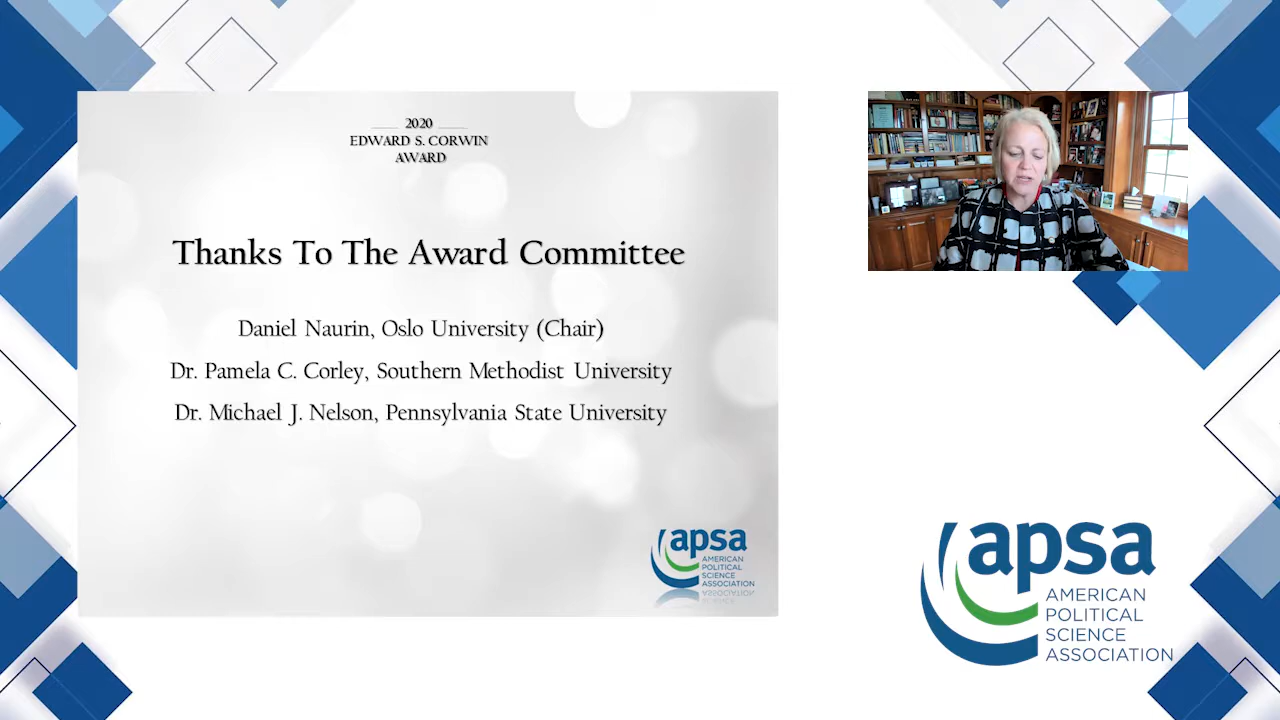 2020
EDWARD S. CORWIN
AWARD
Thanks To The Award Committee
Daniel Naurin, Oslo University (Chair)
Dr. Pamela C. Corley, Southern Methodist University
Dr. Michael J. Nelson, Pennsylvania State University
apsa
AMERICAN
POLITICAL
SCIENCE
ASSOCIATION
apsa
AMERICAN
POLITICAL
SCIENCE
ASSOCIATION